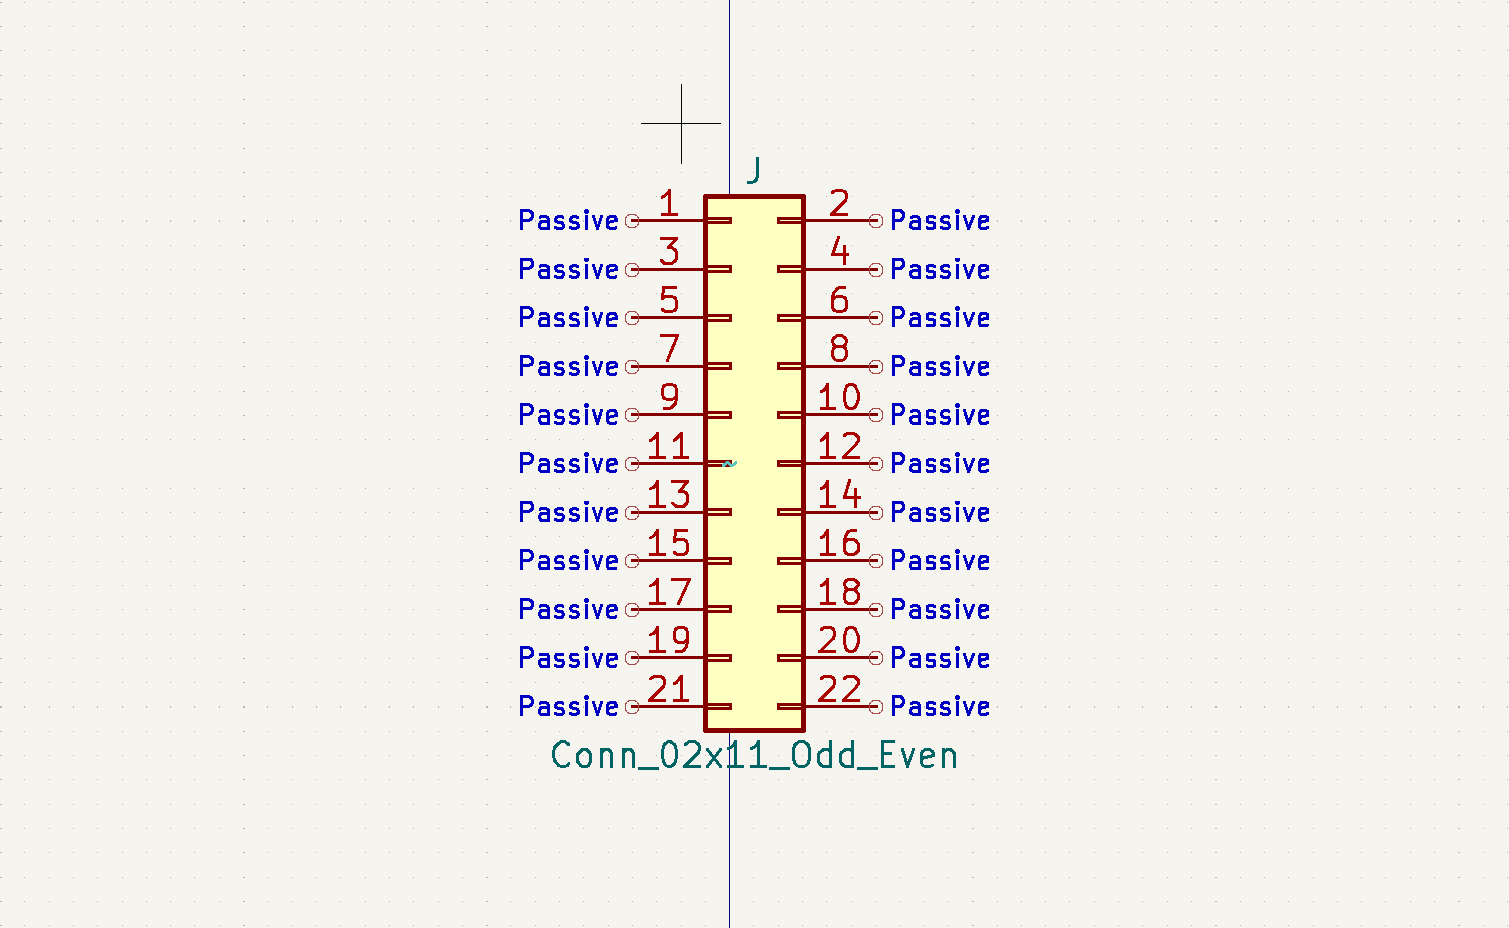 J
Passive 1 2 Passive
Passive 3 4 Passive
Passive 5 6 Passive
Passive 7 8 Passive
Passive 9 10 Passive
Passive 11 12 Passive
Passive 13 14 Passive
Passive 15 16 Passive
Passive 17 18 Passive
Passive 19 20 Passive
Passive 21 22 Passive
Conn_02x11_Odd_Even